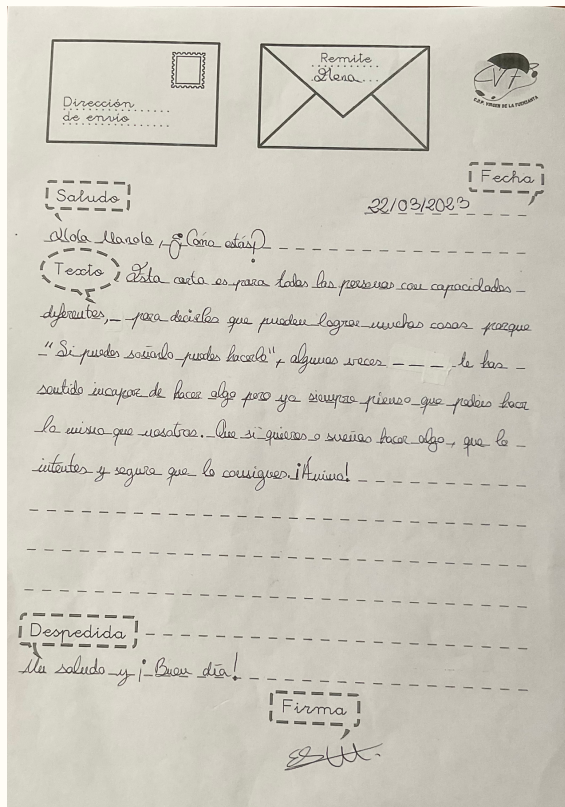 Remite
Elena
Dirección
de envío
C.E.P. VIRGEN DE LA FUENSANTA
Fecha
Saludo
22/03/2023
Hola Manolo, ¿Cómo estás?
Texto
Esta carta es para todas las personas con capacidades
diferentes, para decirles que pueden lograr muchas cosas porque
"Si puedes soñarlo puedes hacerlo", algunas veces te has
sentido incapaz de hacer algo pero yo siempre pienso que podéis hacer
lo mismo que nosotros. Que si quieres o sueñas hacer algo, que lo
intentes y seguro que lo consigues. ¡Ánimo!
Despedida
Un saludo y ¡Buen día!
Firma